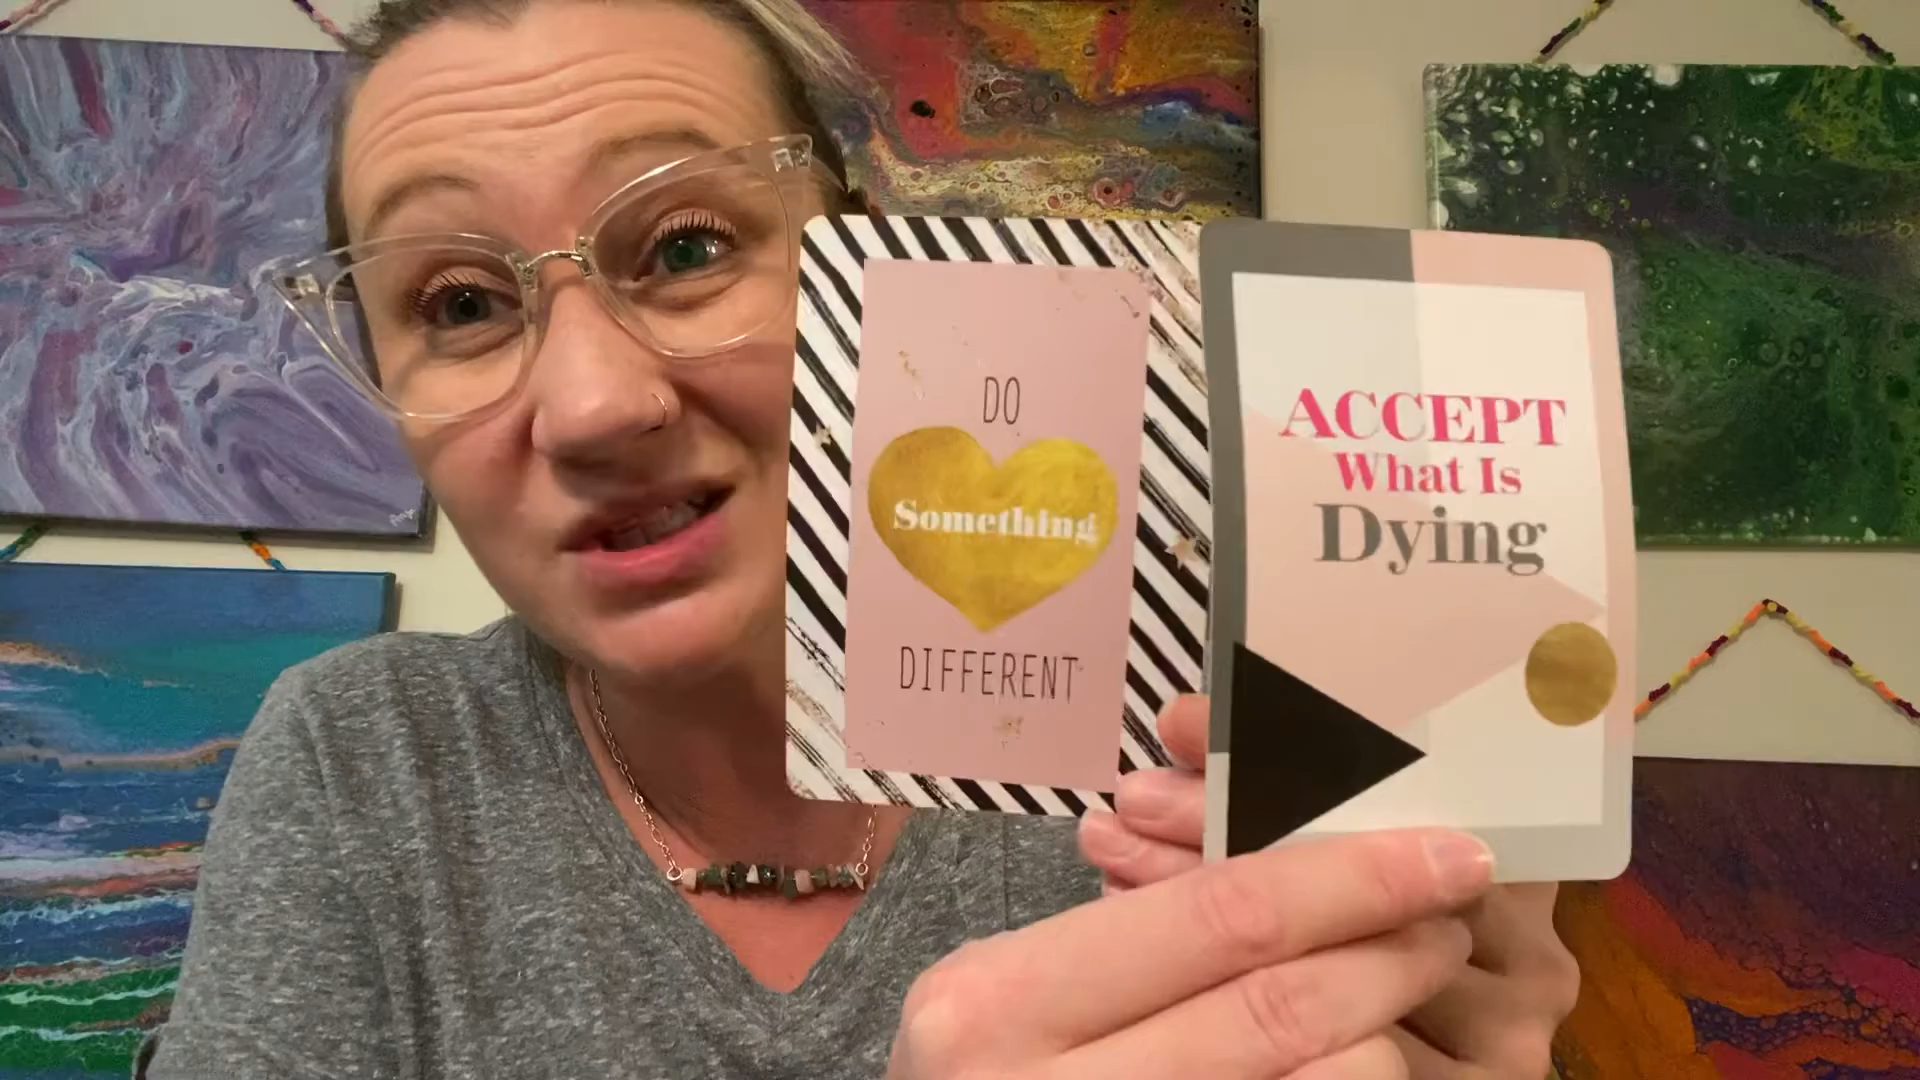 DO
Something
DIFFERENT
ACCEPT
What Is
Dying